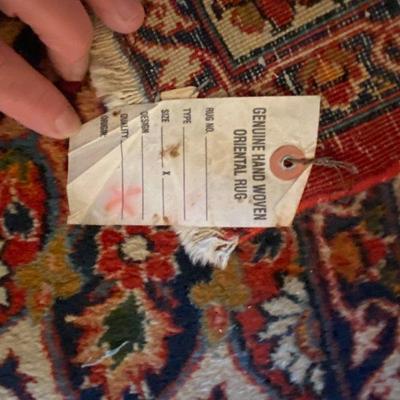 GENUINE HAND WOVEN
ORIENTAL RUG
RUG NO.
TYPE
SIZE X
DESIGN
QUALITY
ORIGIN